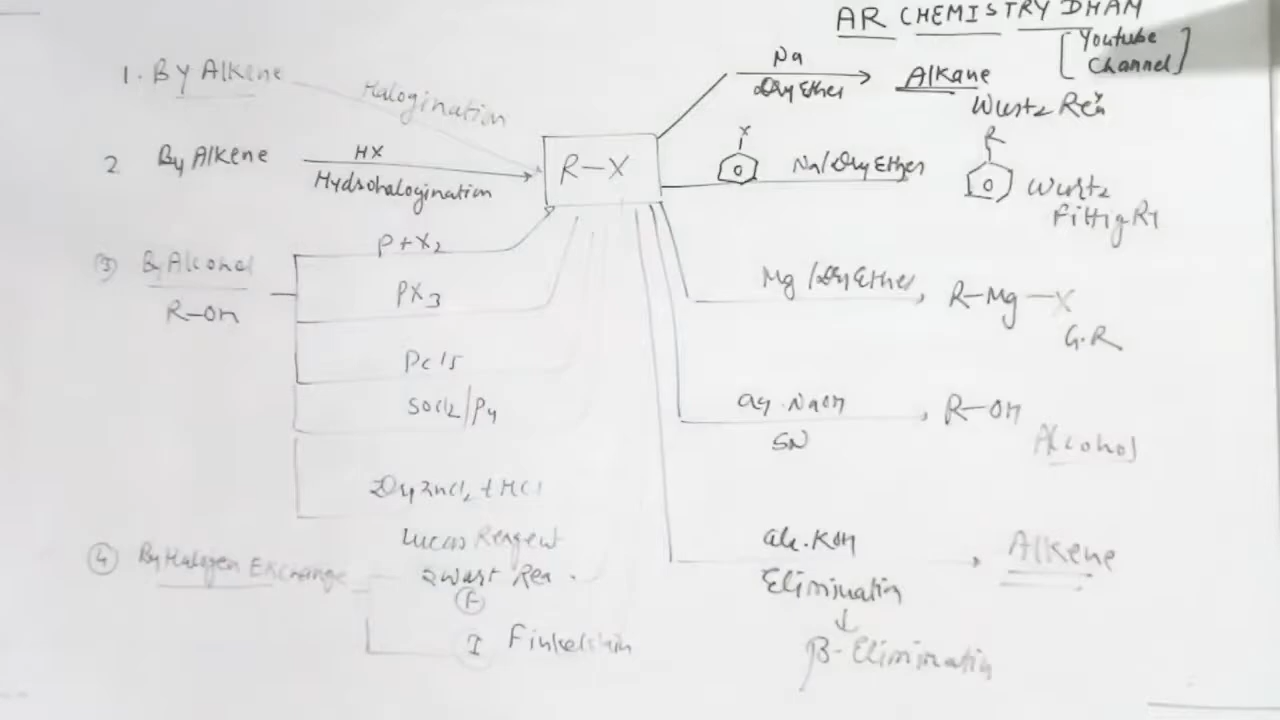 AR CHEMISTRY DHAM
[Youtube
Channel]
1. By Alkene
Halogination
Na
Dry Ether
Alkane
Wurtz Rexn
2 By Alkene
HX
Hydrohalogination
R-X
X
Na/Dry Ether
R
Wurtz
Fittig Rx
③ By Alcohol
R-OH
P+X2
PX3
PCl5
SOCl2/Py
Dry ZnCl2 + HCl
Lucas Reagent
Mg/Dry Ether
R-Mg-X
G.R
aq. NaOH
SN
R-OH
Alcohol
④ By Halogen Exchange
Swart Rea.
F
I Finkelstein
alc. KOH
Elimination
Alkene
β-Elimination